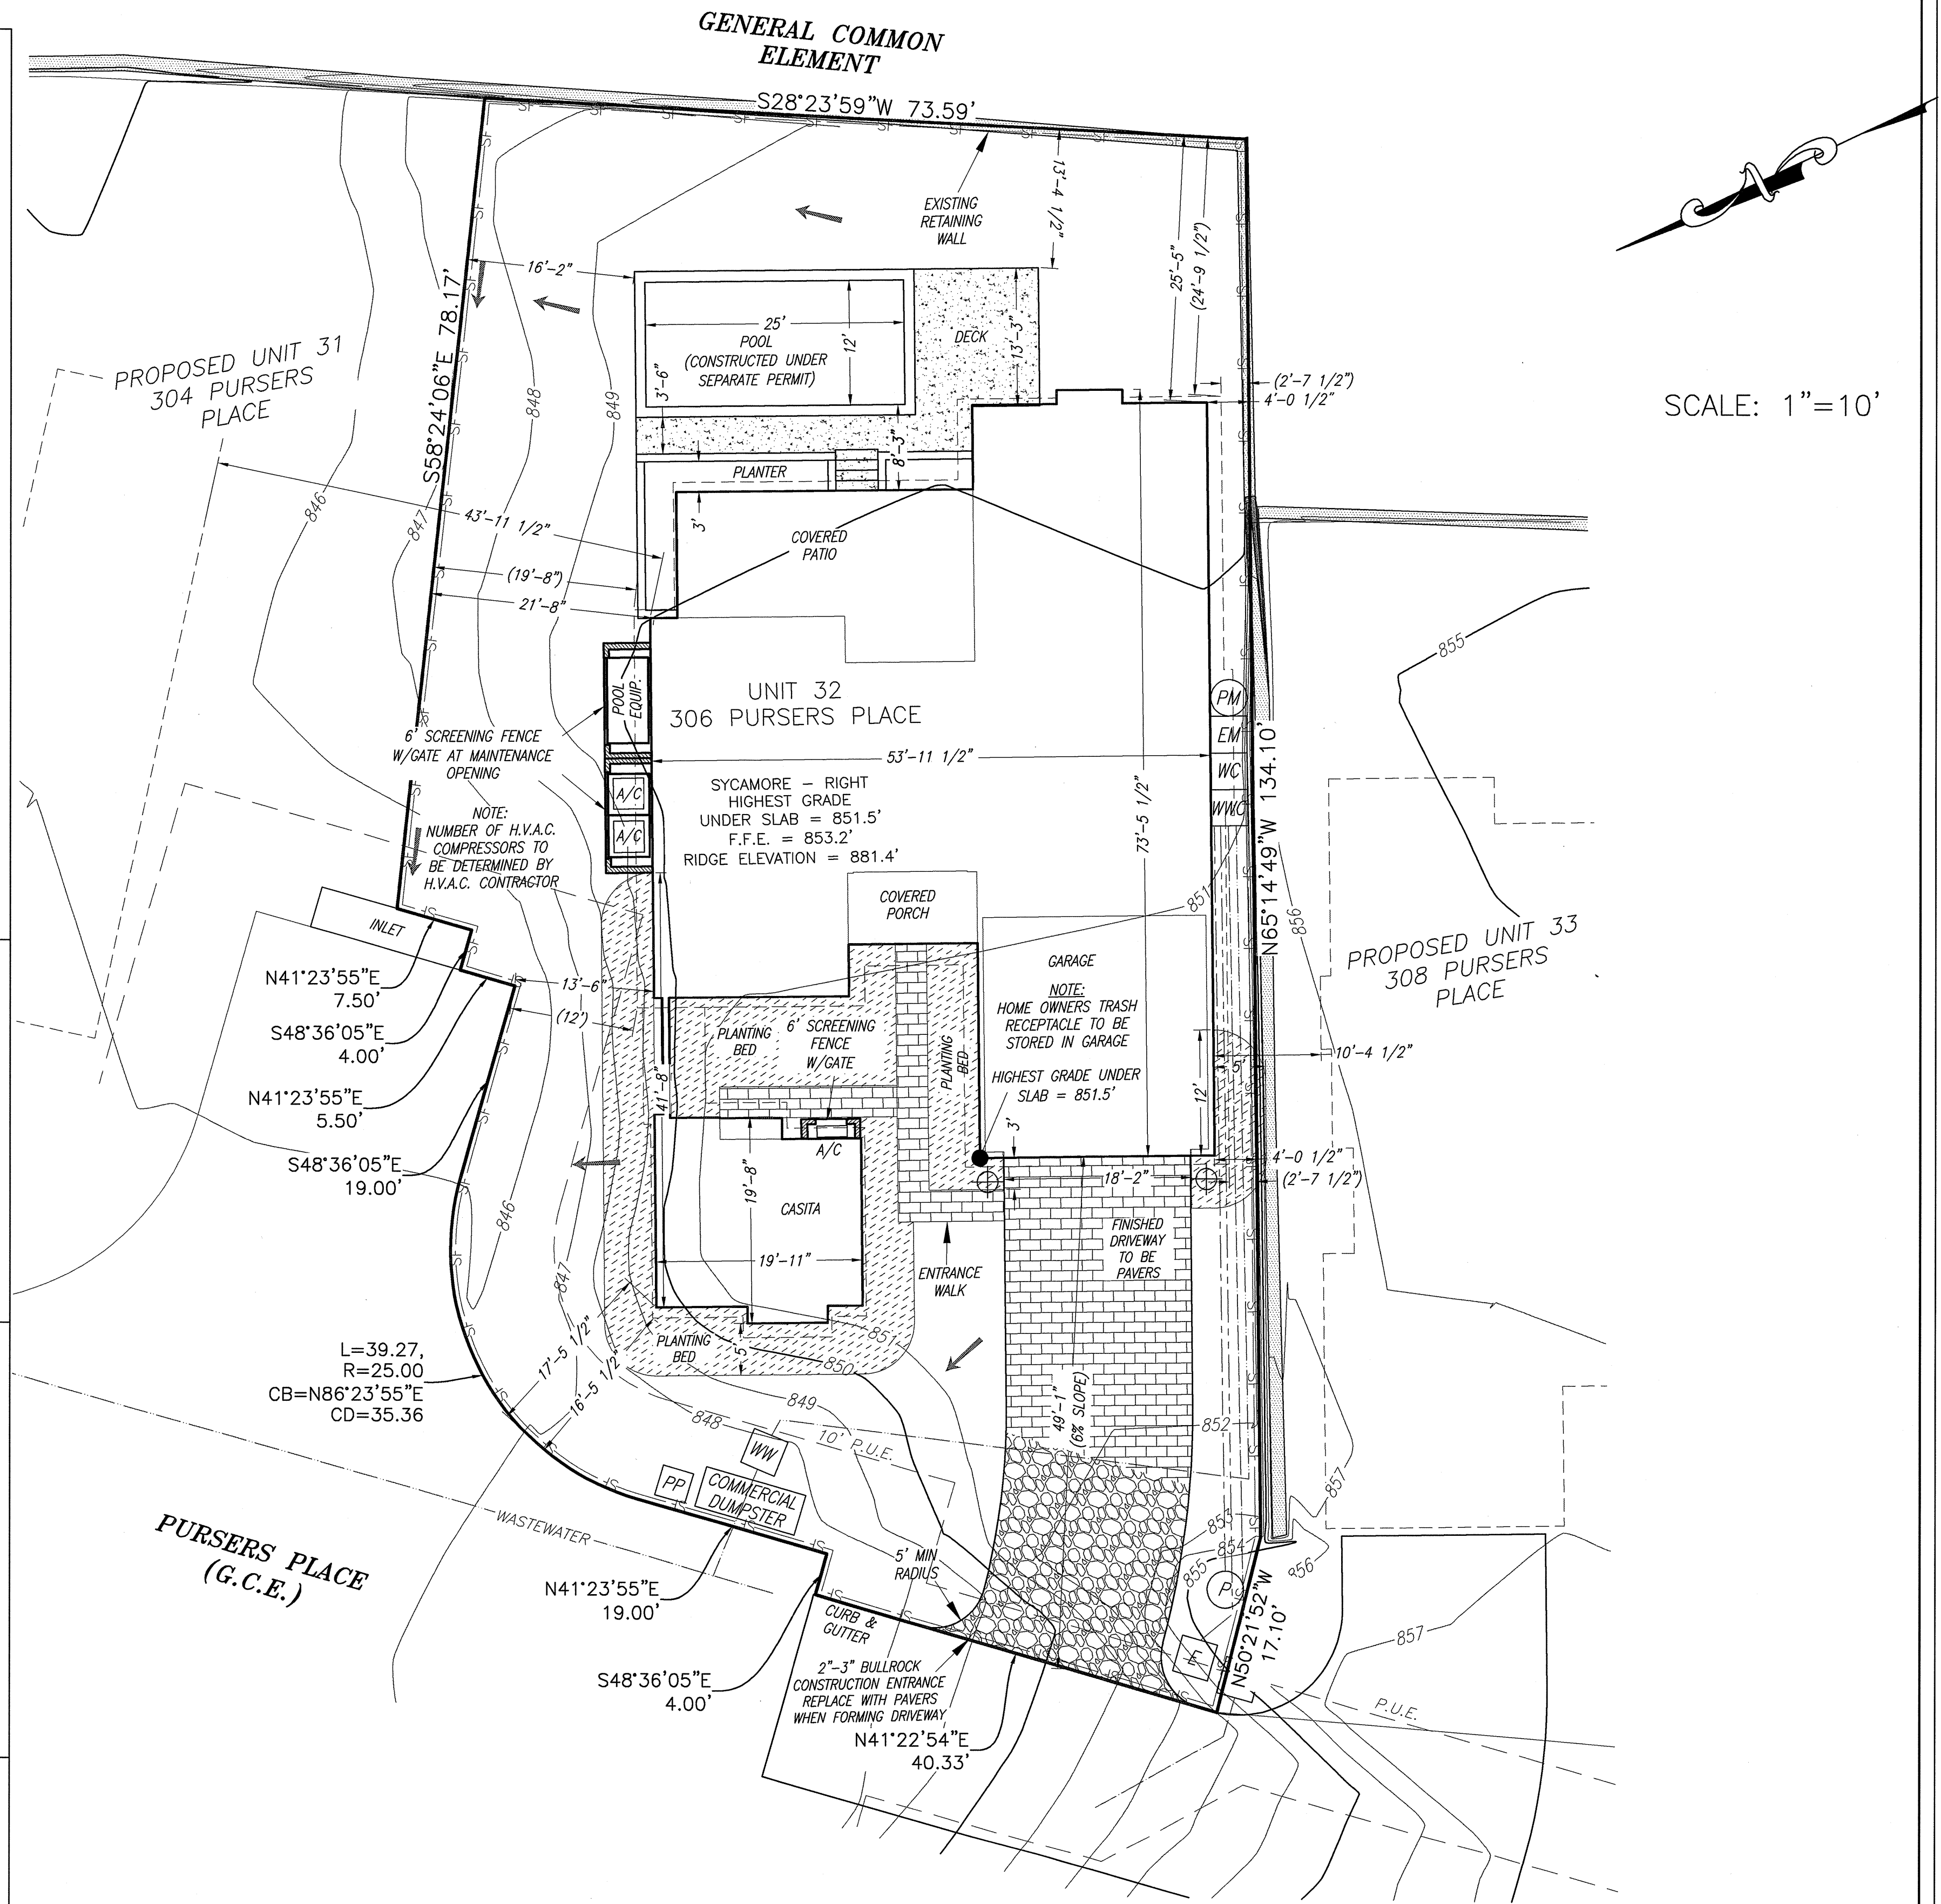 GENERAL COMMON
ELEMENT
S28°23'59"W 73.59'
SF SF SF SF SF SF SF SF SF SF SF
N
SCALE: 1"=10'
EXISTING
RETAINING
WALL
13'-4 1/2"
25'-5"
(24'-9 1/2")
16'-2"
S58°24'06"E 78.17'
PROPOSED UNIT 31
304 PURSERS
PLACE
846
847
848
849
25'
12'
POOL
(CONSTRUCTED UNDER
SEPARATE PERMIT)
3'-6"
DECK
13'-3"
(2'-7 1/2")
4'-0 1/2"
8'-3"
PLANTER
3'
43'-11 1/2"
COVERED
PATIO
(19'-8")
21'-8"
855
POOL
EQUIP.
UNIT 32
306 PURSERS PLACE
PM
EM
WC
WWC
6' SCREENING FENCE
W/GATE AT MAINTENANCE
OPENING
53'-11 1/2"
N65°14'49"W 134.10'
A/C
A/C
SYCAMORE – RIGHT
HIGHEST GRADE
UNDER SLAB = 851.5'
F.F.E. = 853.2'
RIDGE ELEVATION = 881.4'
73'-5 1/2"
NOTE:
NUMBER OF H.V.A.C.
COMPRESSORS TO
BE DETERMINED BY
H.V.A.C. CONTRACTOR
COVERED
PORCH
851
856
INLET
PROPOSED UNIT 33
308 PURSERS
PLACE
GARAGE
NOTE:
HOME OWNERS TRASH
RECEPTACLE TO BE
STORED IN GARAGE
HIGHEST GRADE UNDER
SLAB = 851.5'
N41°23'55"E
7.50'
13'-6"
(12')
S48°36'05"E
4.00'
PLANTING
BED
6' SCREENING
FENCE
W/GATE
PLANTING
BED
10'-4 1/2"
5'
12'
N41°23'55"E
5.50'
41'-8"
3'
A/C
S48°36'05"E
19.00'
19'-8"
4'-0 1/2"
(2'-7 1/2")
18'-2"
CASITA
846
FINISHED
DRIVEWAY
TO BE
PAVERS
19'-11"
847
ENTRANCE
WALK
851
L=39.27,
R=25.00
CB=N86°23'55"E
CD=35.36
17'-5 1/2"
16'-5 1/2"
PLANTING
BED
5'
850
849
848
49'-1"
(6% SLOPE)
852
10' P.U.E.
WW
PP
COMMERCIAL
DUMPSTER
857
WASTEWATER
853
854
855
856
PURSERS PLACE
(G.C.E.)
5' MIN
RADIUS
P
N41°23'55"E
19.00'
CURB &
GUTTER
E
N50°21'52"W
17.10'
857
S48°36'05"E
4.00'
2"-3" BULLROCK
CONSTRUCTION ENTRANCE
REPLACE WITH PAVERS
WHEN FORMING DRIVEWAY
P.U.E.
N41°22'54"E
40.33'